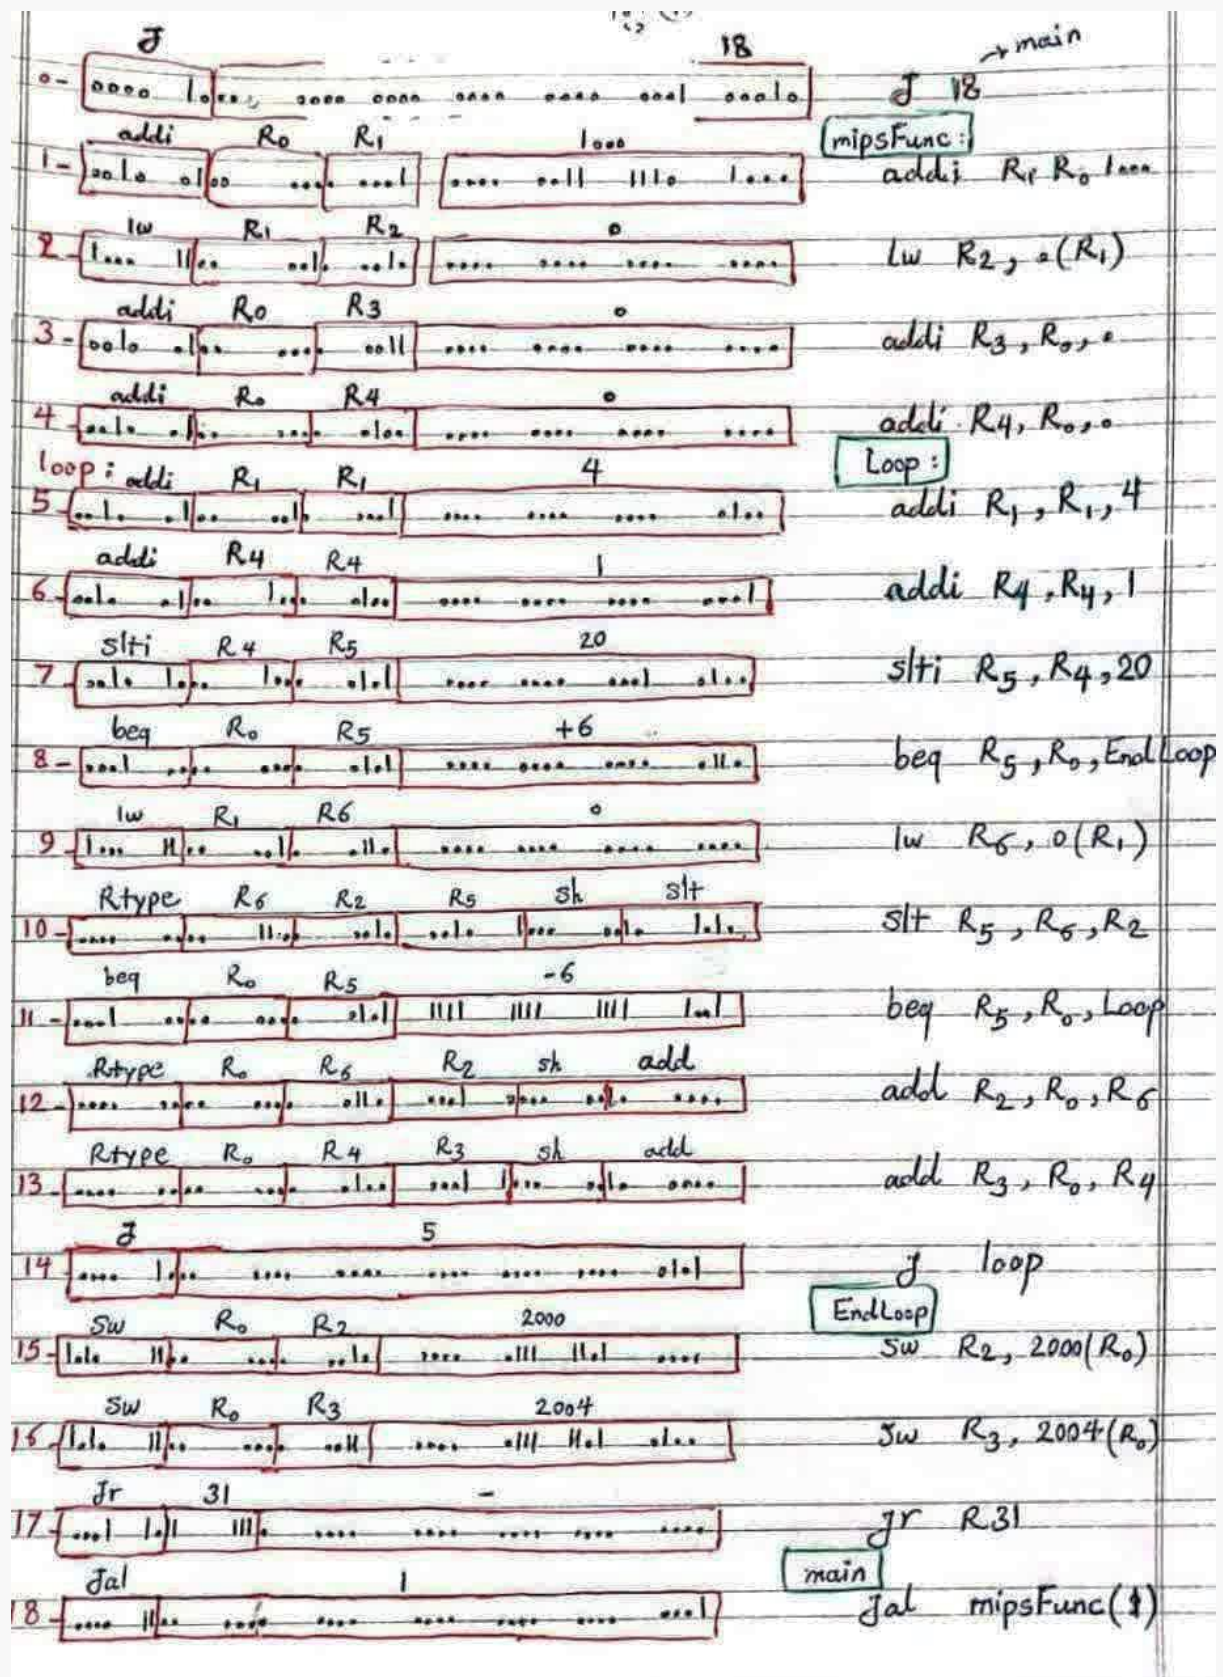 J 18 → main
0- 0000 1000 0000 0000 0000 0000 0001 0010 J 18
addi R0 R1 1000 mipsFunc:
1- 0010 0100 0000 0001 0000 0011 1110 1000 addi R1 R0 1000
lw R1 R2 0
2- 1000 1100 0010 0010 0000 0000 0000 0000 lw R2, 0(R1)
addi R0 R3 0
3- 0010 0100 0000 0011 0000 0000 0000 0000 addi R3, R0, 0
addi R0 R4 0
4- 0010 0100 0000 0100 0000 0000 0000 0000 addi R4, R0, 0
loop: addi R1 R1 4 Loop:
5- 0010 0100 0010 0001 0000 0000 0000 0100 addi R1, R1, 4
addi R4 R4 1
6- 0010 0100 1000 0100 0000 0000 0000 0001 addi R4, R4, 1
slti R4 R5 20
7- 0010 1000 1000 0101 0000 0000 0001 0100 slti R5, R4, 20
beq R0 R5 +6
8- 0001 0000 0000 0101 0000 0000 0000 0110 beq R5, R0, EndLoop
lw R1 R6 0
9- 1000 1100 0010 0110 0000 0000 0000 0000 lw R6, 0(R1)
Rtype R6 R2 R5 sh slt
10- 0000 0000 1100 0010 0010 1000 0010 1010 slt R5, R6, R2
beq R0 R5 -6
11- 0001 0000 0000 0101 1111 1111 1111 1001 beq R5, R0, Loop
Rtype R0 R6 R2 sh add
12- 0000 0000 0000 0110 0001 0000 0010 0000 add R2, R0, R6
Rtype R0 R4 R3 sh add
13- 0000 0000 0000 0100 0001 1000 0010 0000 add R3, R0, R4
J 5
14 0000 1000 0000 0000 0000 0000 0000 0101 J loop
SW R0 R2 2000 EndLoop
15- 1010 1100 0000 0010 0000 0111 1101 0000 SW R2, 2000(R0)
SW R0 R3 2004
16- 1010 1100 0000 0011 0000 0111 1101 0100 SW R3, 2004(R0)
Jr 31 -
17- 0001 1011 1110 0000 0000 0000 0000 0000 Jr R31
Jal 1 main
18- 0000 1100 0000 0000 0000 0000 0000 0001 Jal mipsFunc(1)